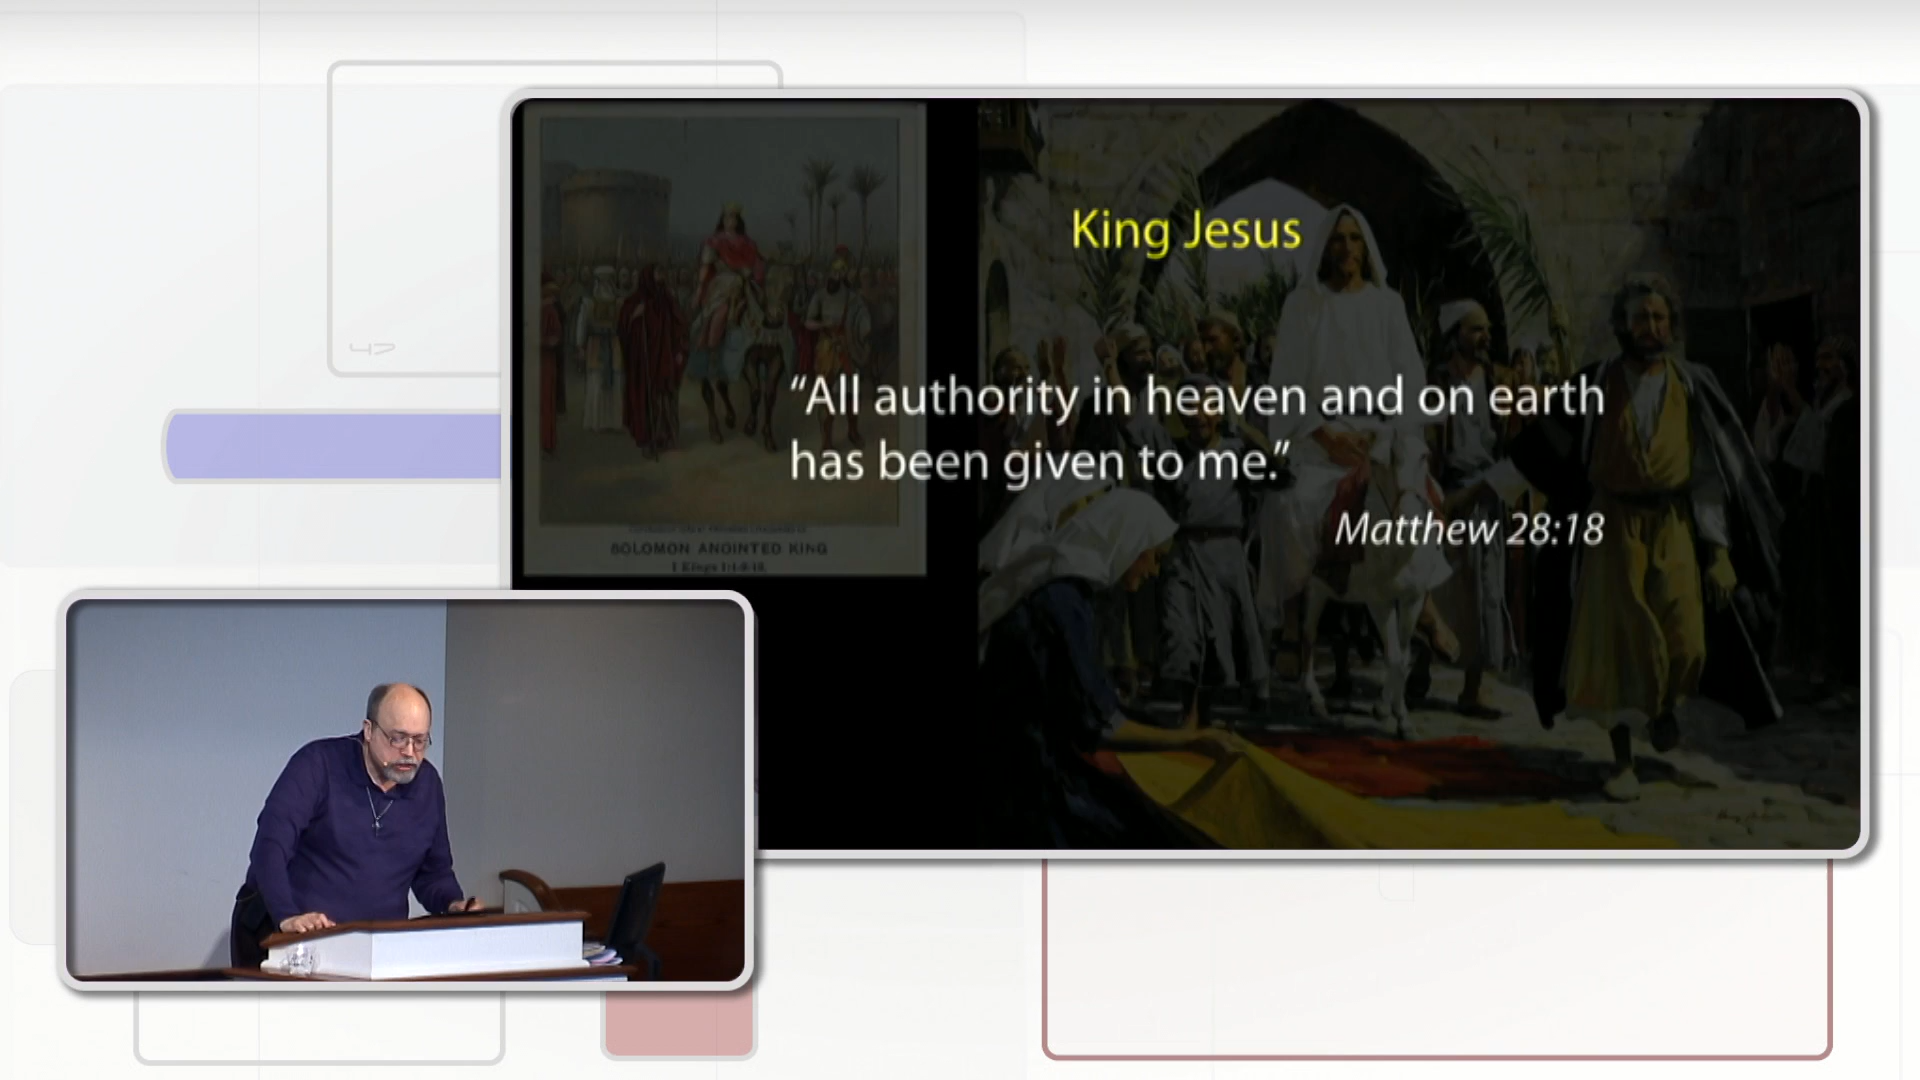 King Jesus
“All authority in heaven and on earth
has been given to me.”
Matthew 28:18
SOLOMON ANOINTED KING
47